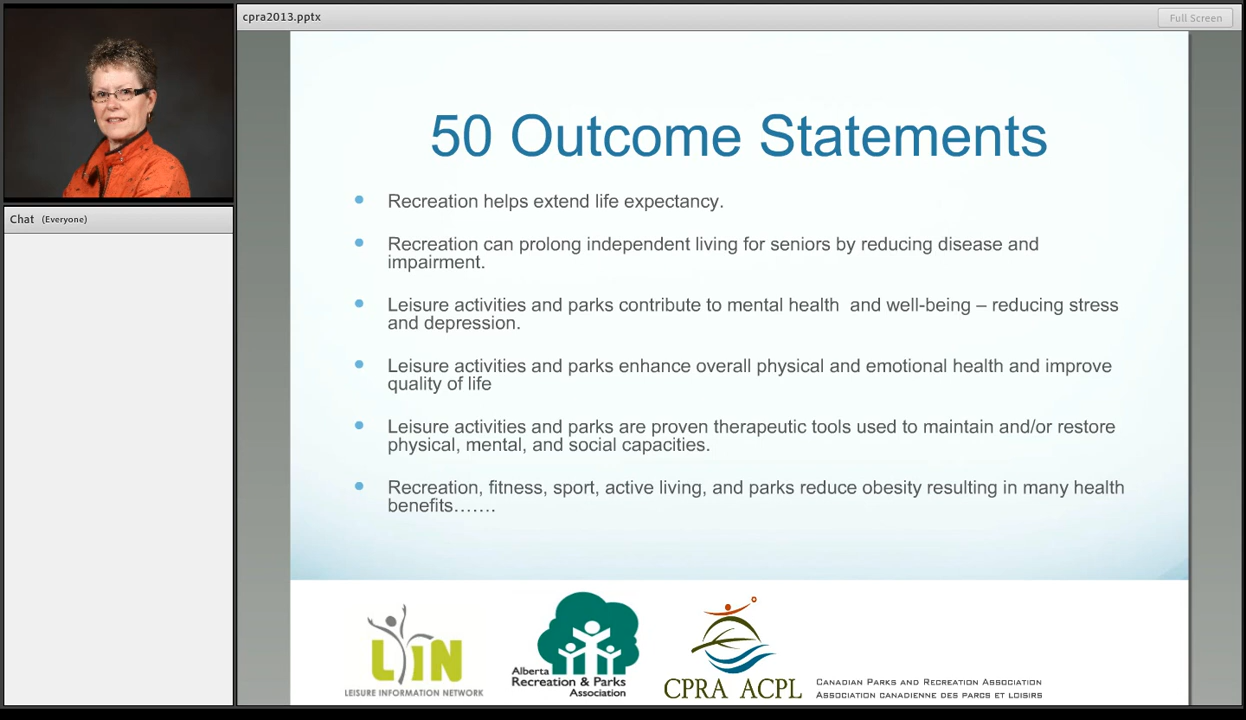 cpra2013.pptx
Full Screen
Chat (Everyone)
50 Outcome Statements
• Recreation helps extend life expectancy.
• Recreation can prolong independent living for seniors by reducing disease and
impairment.
• Leisure activities and parks contribute to mental health  and well-being – reducing stress
and depression.
• Leisure activities and parks enhance overall physical and emotional health and improve
quality of life
• Leisure activities and parks are proven therapeutic tools used to maintain and/or restore
physical, mental, and social capacities.
• Recreation, fitness, sport, active living, and parks reduce obesity resulting in many health
benefits…….
LIN
LEISURE INFORMATION NETWORK
Alberta
Recreation & Parks
Association
CPRA ACPL
CANADIAN PARKS AND RECREATION ASSOCIATION
ASSOCIATION CANADIENNE DES PARCS ET LOISIRS